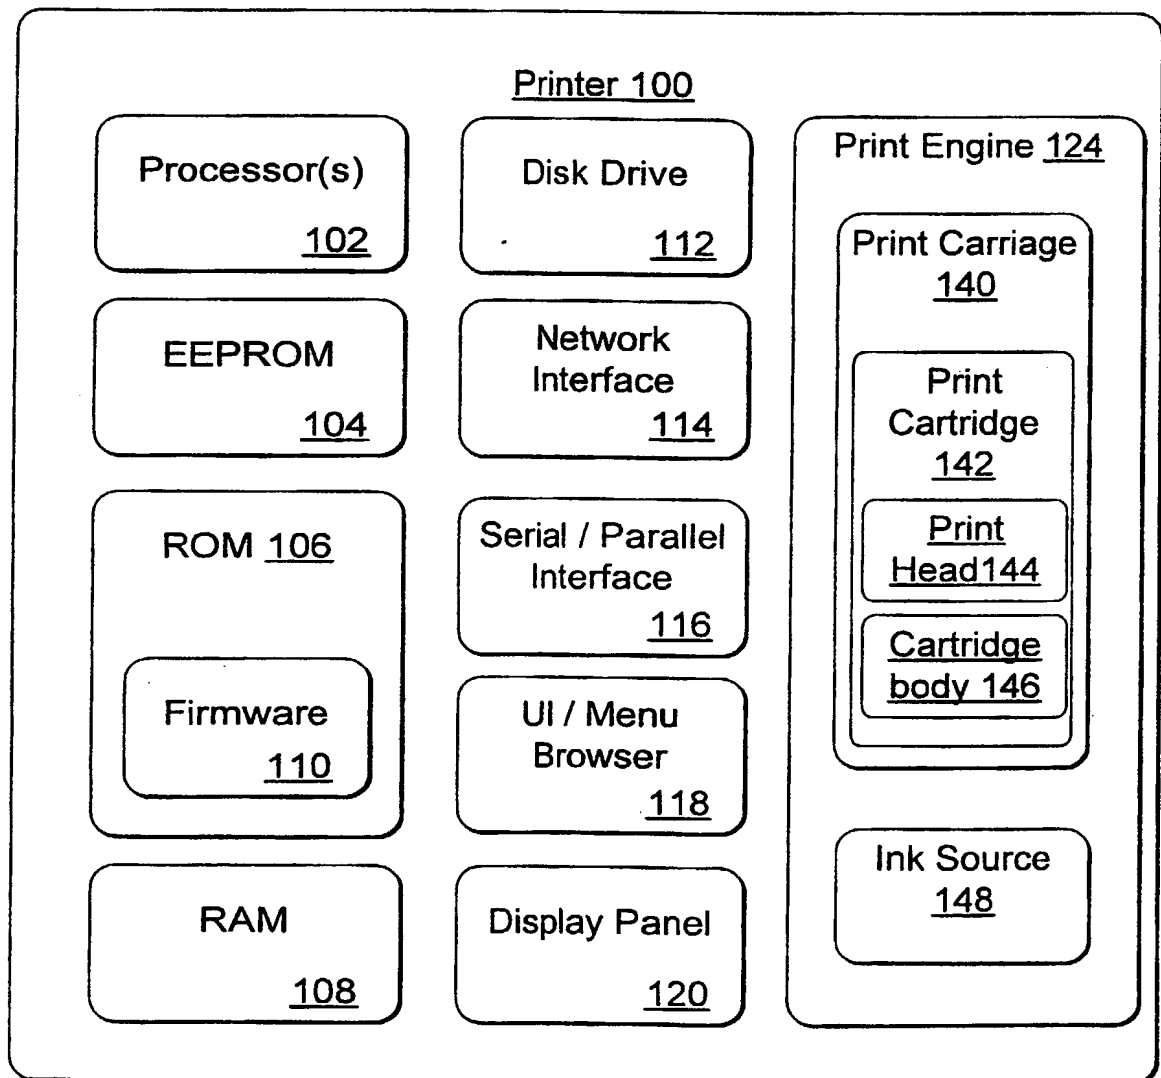 Printer 100
Processor(s)
102
EEPROM
104
ROM 106
Firmware
110
RAM
108
Disk Drive
112
Network
Interface
114
Serial / Parallel
Interface
116
UI / Menu
Browser
118
Display Panel
120
Print Engine 124
Print Carriage
140
Print
Cartridge
142
Print
Head144
Cartridge
body 146
Ink Source
148